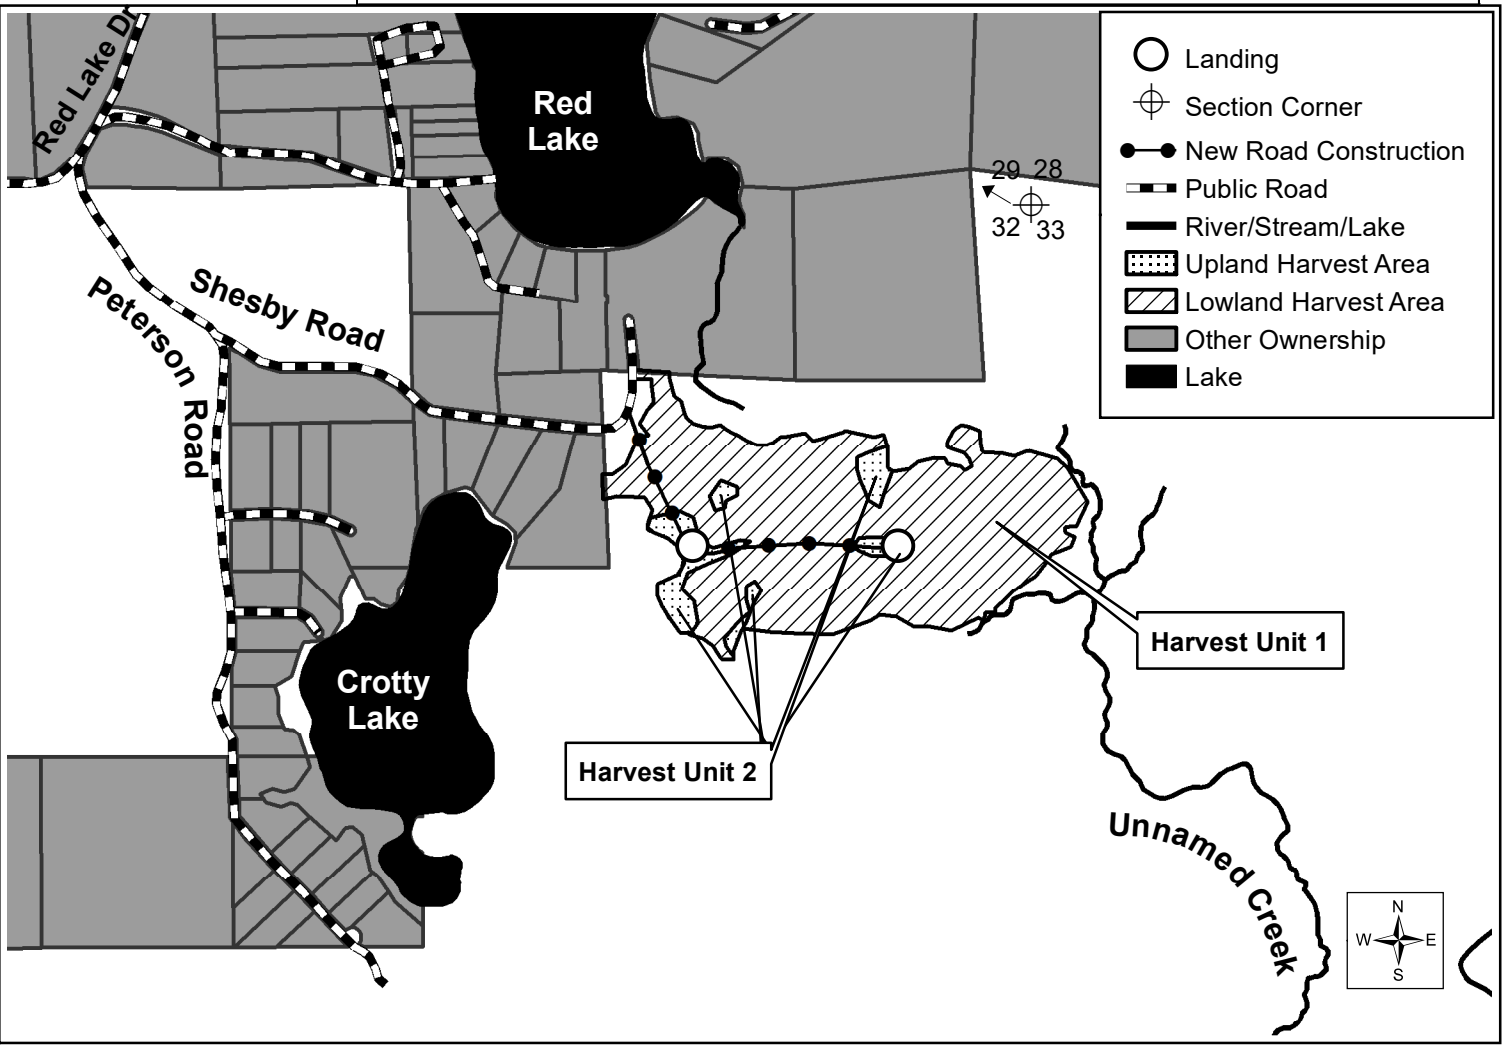 Red Lake Dr
Red
Lake
29 28
32 33
Landing
Section Corner
New Road Construction
Public Road
River/Stream/Lake
Upland Harvest Area
Lowland Harvest Area
Other Ownership
Lake
Shesby Road
Peterson Road
Harvest Unit 1
Crotty
Lake
Harvest Unit 2
Unnamed Creek
N
W E
S